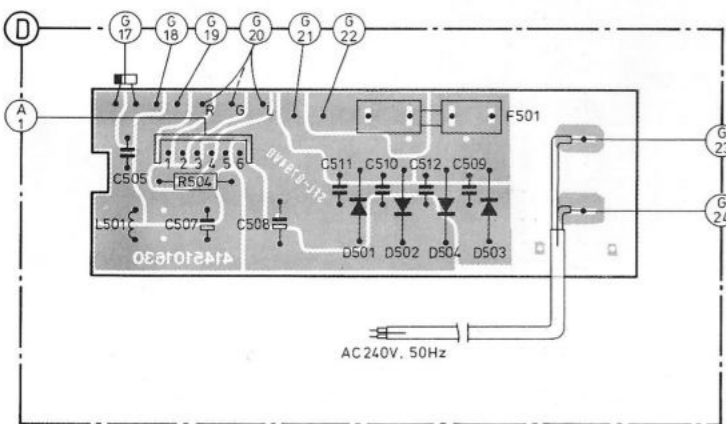 D
G 17
G 18
G 19
G 20
G 21
G 22
A 1
R G L
F501
G 23
1 2 3 4 5 6
C505
R504
C511 C510 C512 C509
G 24
L501 C507 C508
D501 D502 D504 D503
4145101630
AC240V, 50Hz